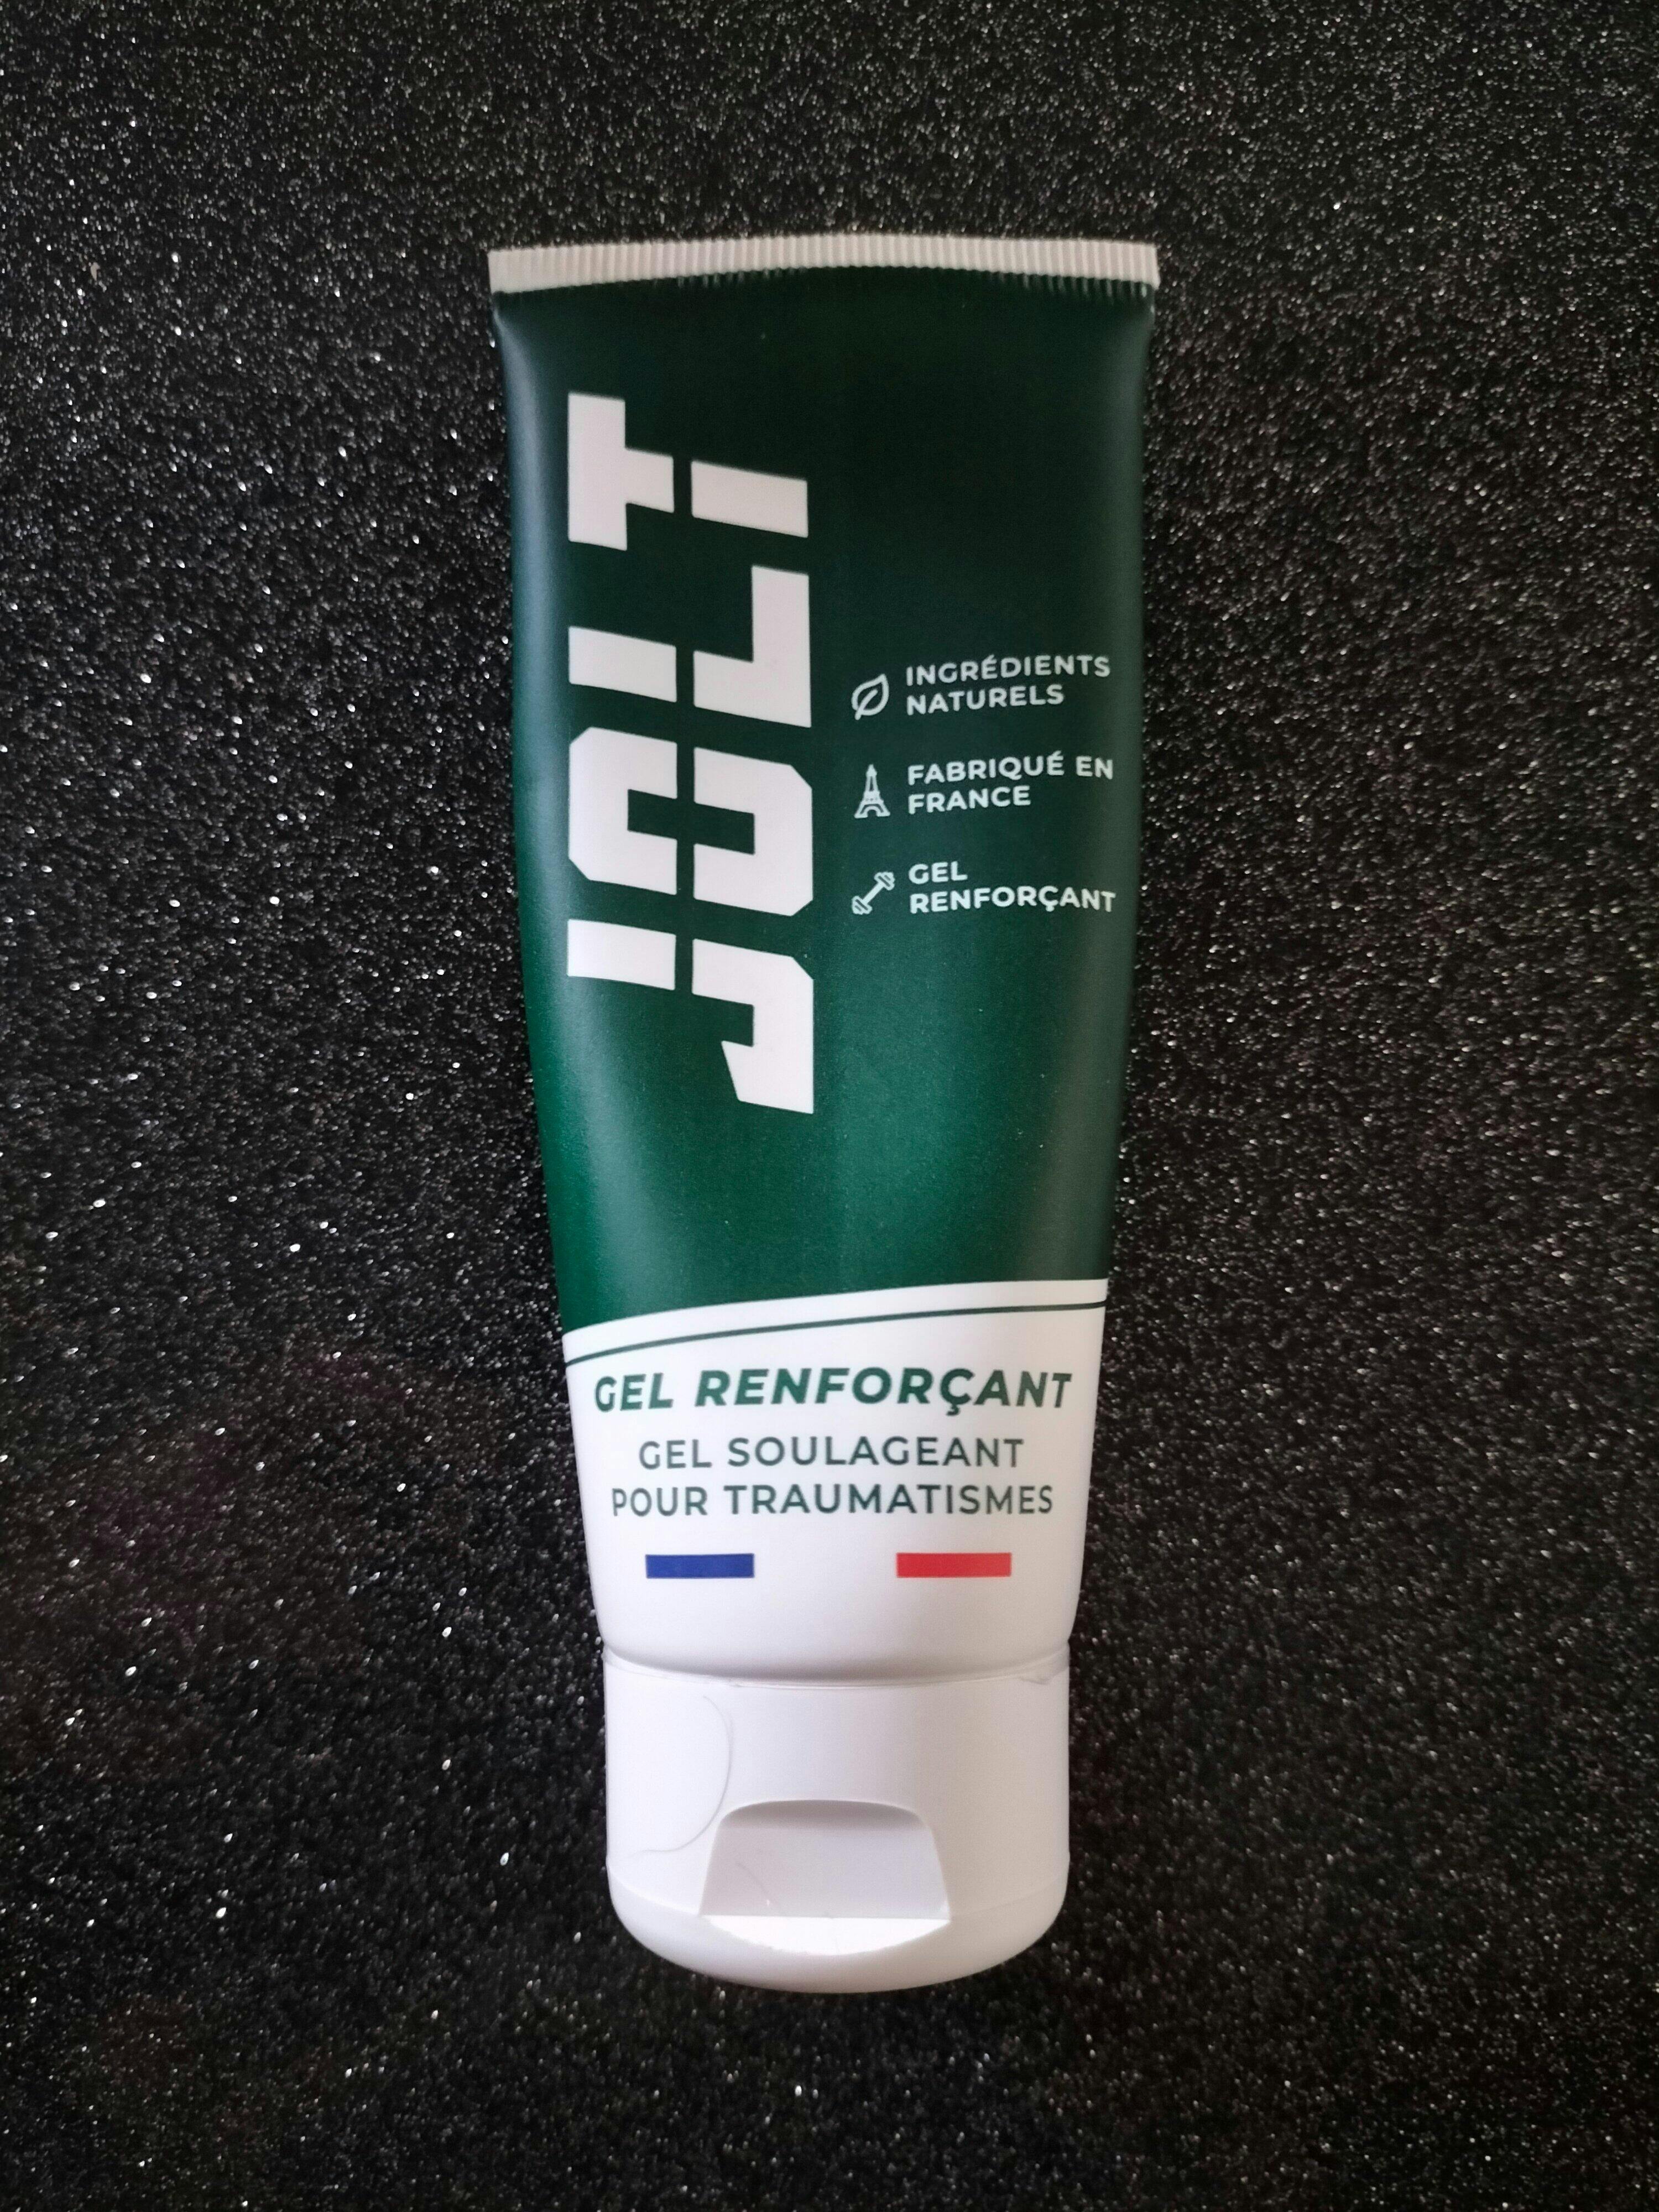 JOLT
INGRÉDIENTS
NATURELS
FABRIQUÉ EN
FRANCE
GEL
RENFORÇANT
GEL RENFORÇANT
GEL SOULAGEANT
POUR TRAUMATISMES